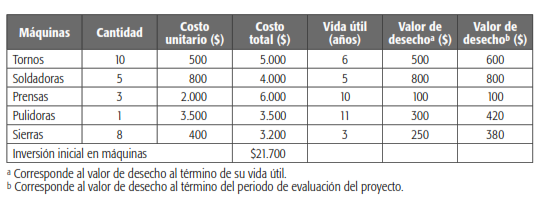 Máquinas Cantidad Costo unitario ($) Costo total ($) Vida útil (años) Valor de desechoᵃ ($) Valor de desechoᵇ ($)
Tornos 10 500 5.000 6 500 600
Soldadoras 5 800 4.000 5 800 800
Prensas 3 2.000 6.000 10 100 100
Pulidoras 1 3.500 3.500 11 300 420
Sierras 8 400 3.200 3 250 380
Inversión inicial en máquinas $21.700
ᵃ Corresponde al valor de desecho al término de su vida útil.
ᵇ Corresponde al valor de desecho al término del periodo de evaluación del proyecto.